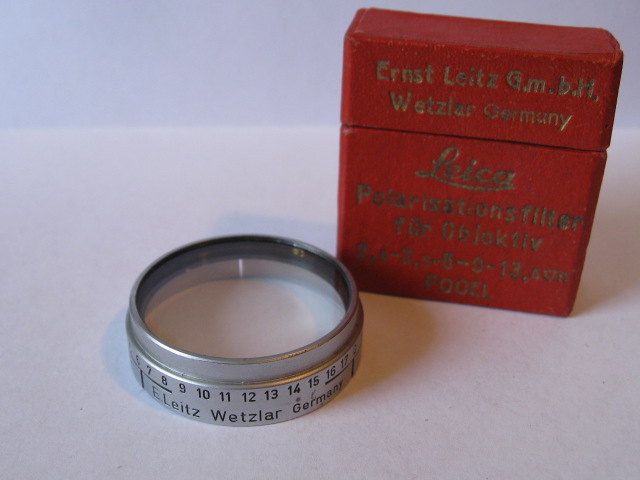 Ernst Leitz G.m.b.H.
Wetzlar Germany
Leica
Polarisationsfilter
für Objektiv
7 8 9 10 11 12 13 14 15 16 17
E.Leitz Wetzlar Germany